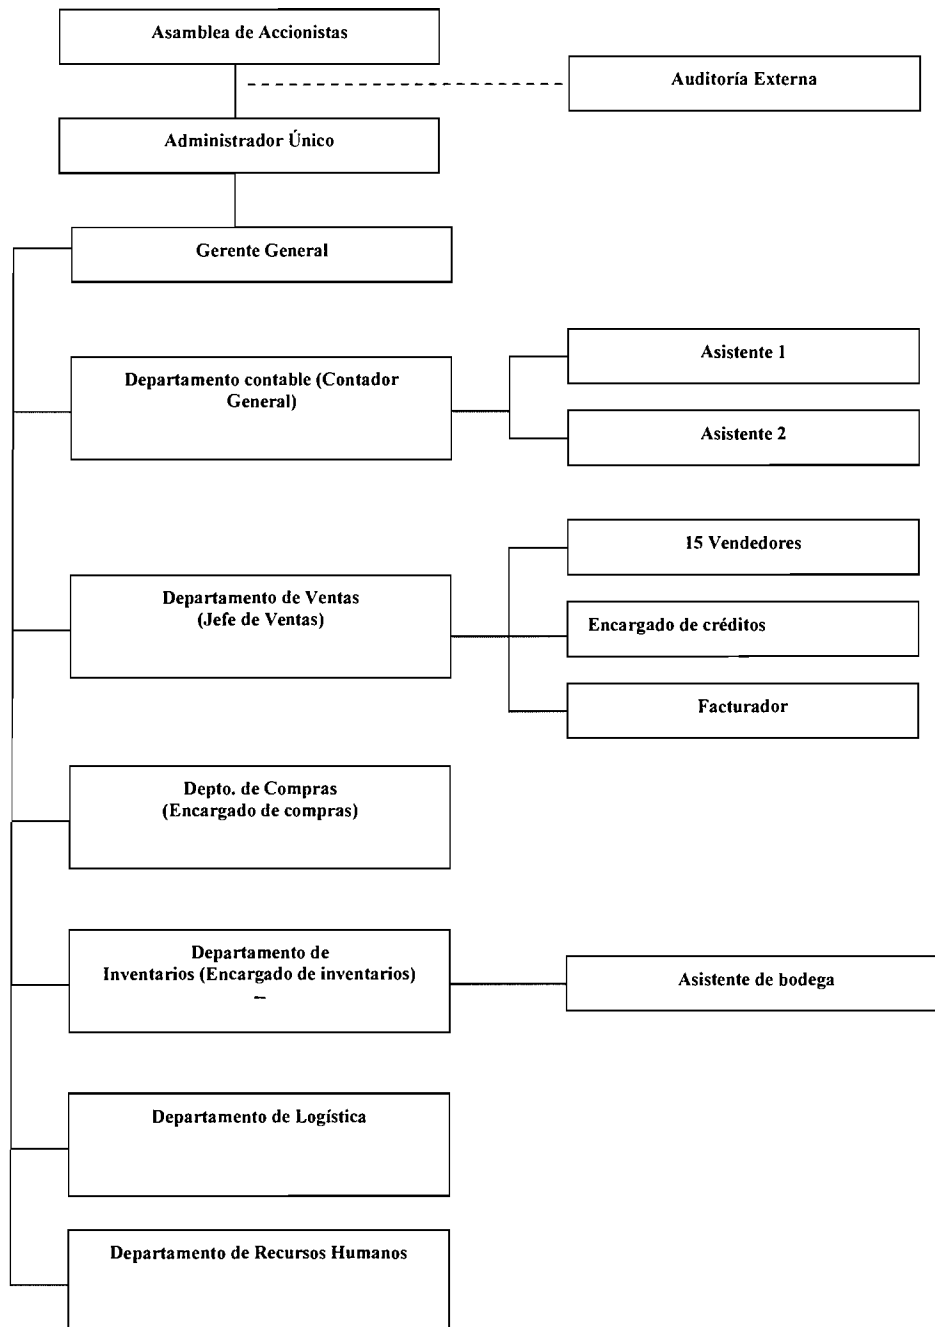 Asamblea de Accionistas
Auditoría Externa
Administrador Único
Gerente General
Departamento contable (Contador
General)
Asistente 1
Asistente 2
Departamento de Ventas
(Jefe de Ventas)
15 Vendedores
Encargado de créditos
Facturador
Depto. de Compras
(Encargado de compras)
Departamento de
Inventarios (Encargado de inventarios)
Asistente de bodega
Departamento de Logística
Departamento de Recursos Humanos